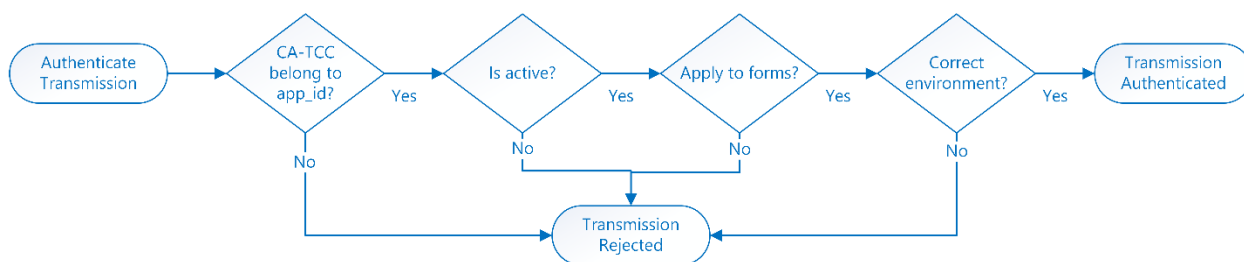 Authenticate
Transmission
CA-TCC
belong to
app_id?
Yes
No
Is active?
Yes
No
Apply to forms?
Yes
No
Correct
environment?
Yes
No
Transmission
Authenticated
Transmission
Rejected